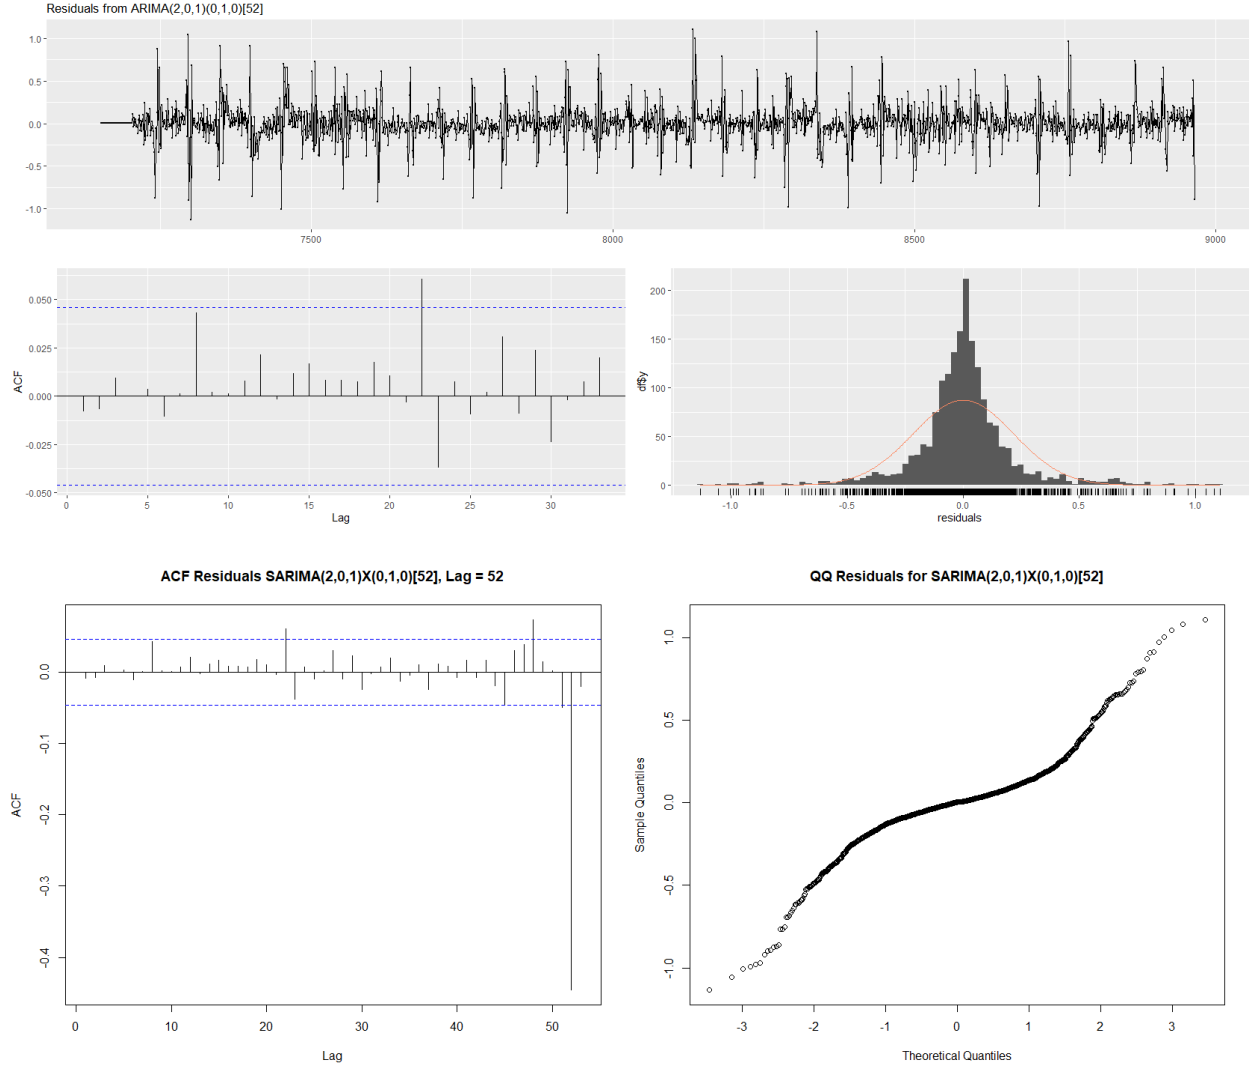 Residuals from ARIMA(2,0,1)(0,1,0)[52]
1.0
0.5
0.0
-0.5
-1.0
7500 8000 8500 9000
ACF
0.050
0.025
0.000
-0.025
-0.050
0 5 10 15 20 25 30
Lag
df$y
200
150
100
50
0
-1.0 -0.5 0.0 0.5 1.0
residuals
ACF Residuals SARIMA(2,0,1)X(0,1,0)[52], Lag = 52
ACF
0.0
-0.1
-0.2
-0.3
-0.4
0 10 20 30 40 50
Lag
QQ Residuals for SARIMA(2,0,1)X(0,1,0)[52]
Sample Quantiles
1.0
0.5
0.0
-0.5
-1.0
-3 -2 -1 0 1 2 3
Theoretical Quantiles